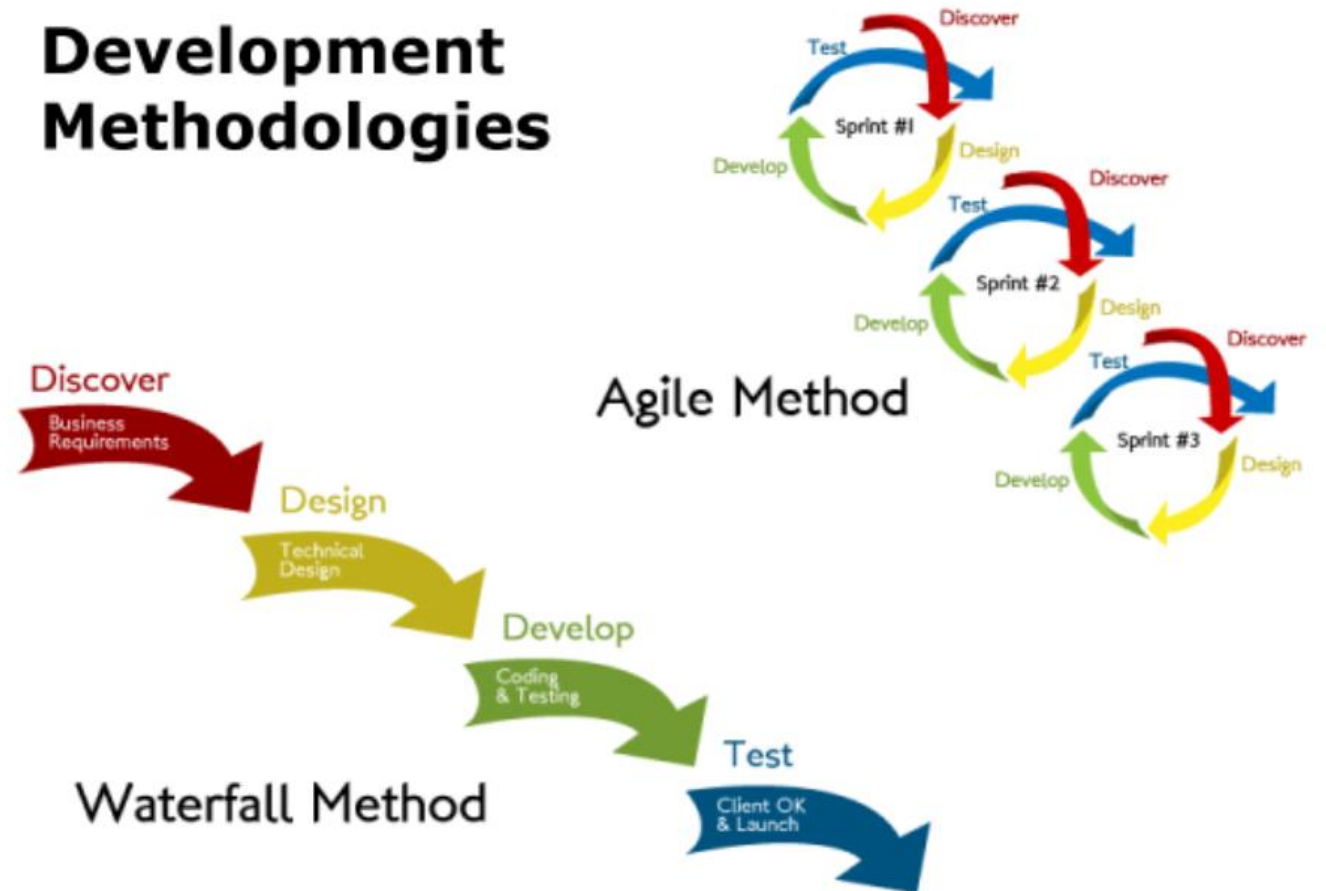 Development
Methodologies
Discover
Test
Sprint #1
Design
Develop
Discover
Test
Sprint #2
Design
Develop
Discover
Test
Sprint #3
Design
Develop
Agile Method
Discover
Business
Requirements
Design
Technical
Design
Develop
Coding
& Testing
Test
Client OK
& Launch
Waterfall Method